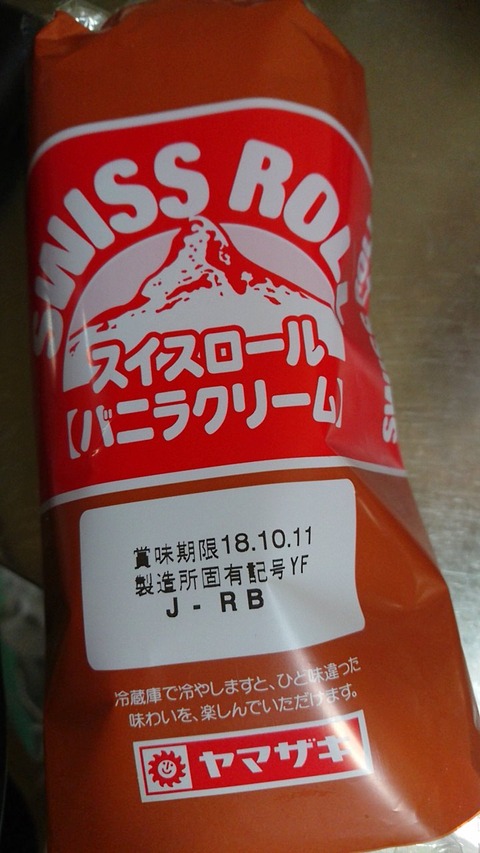 SWISS ROLL
スイスロール
【バニラクリーム】
賞味期限18.10.11
製造所固有記号YF
J-RB
冷蔵庫で冷やしますと、ひと味違った
味わいを、楽しんでいただけます。
ヤマザキ